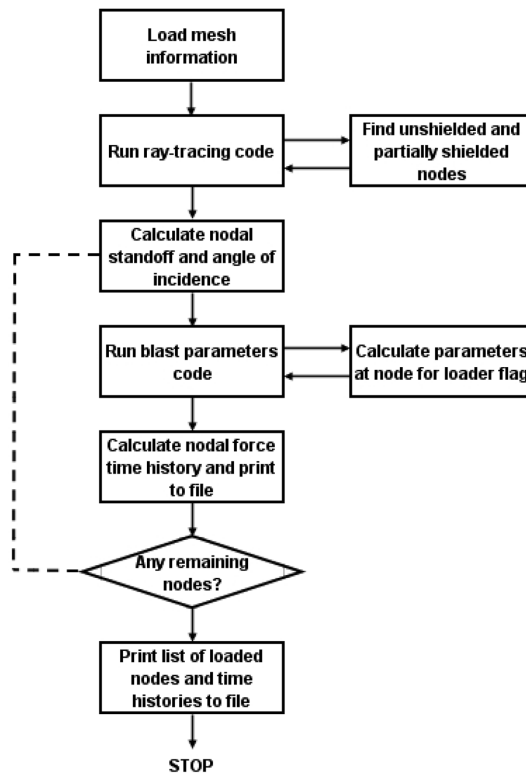 Load mesh
information
Run ray-tracing code
Find unshielded and
partially shielded
nodes
Calculate nodal
standoff and angle of
incidence
Run blast parameters
code
Calculate parameters
at node for loader flag
Calculate nodal force
time history and print
to file
Any remaining
nodes?
Print list of loaded
nodes and time
histories to file
STOP